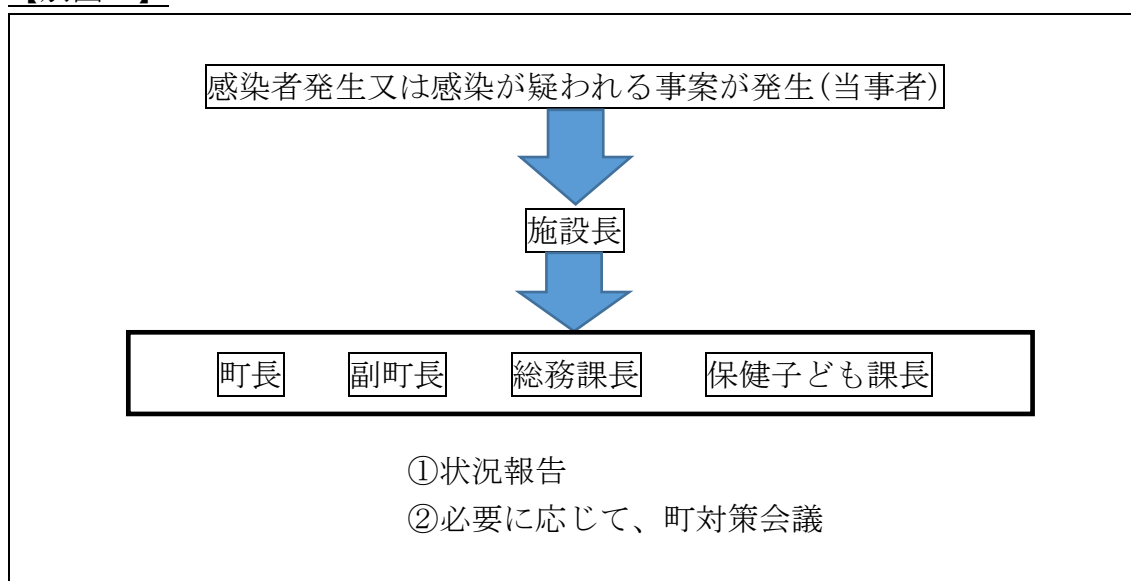 感染者発生又は感染が疑われる事案が発生(当事者)
施設長
町長 副町長 総務課長 保健子ども課長
①状況報告
②必要に応じて、町対策会議